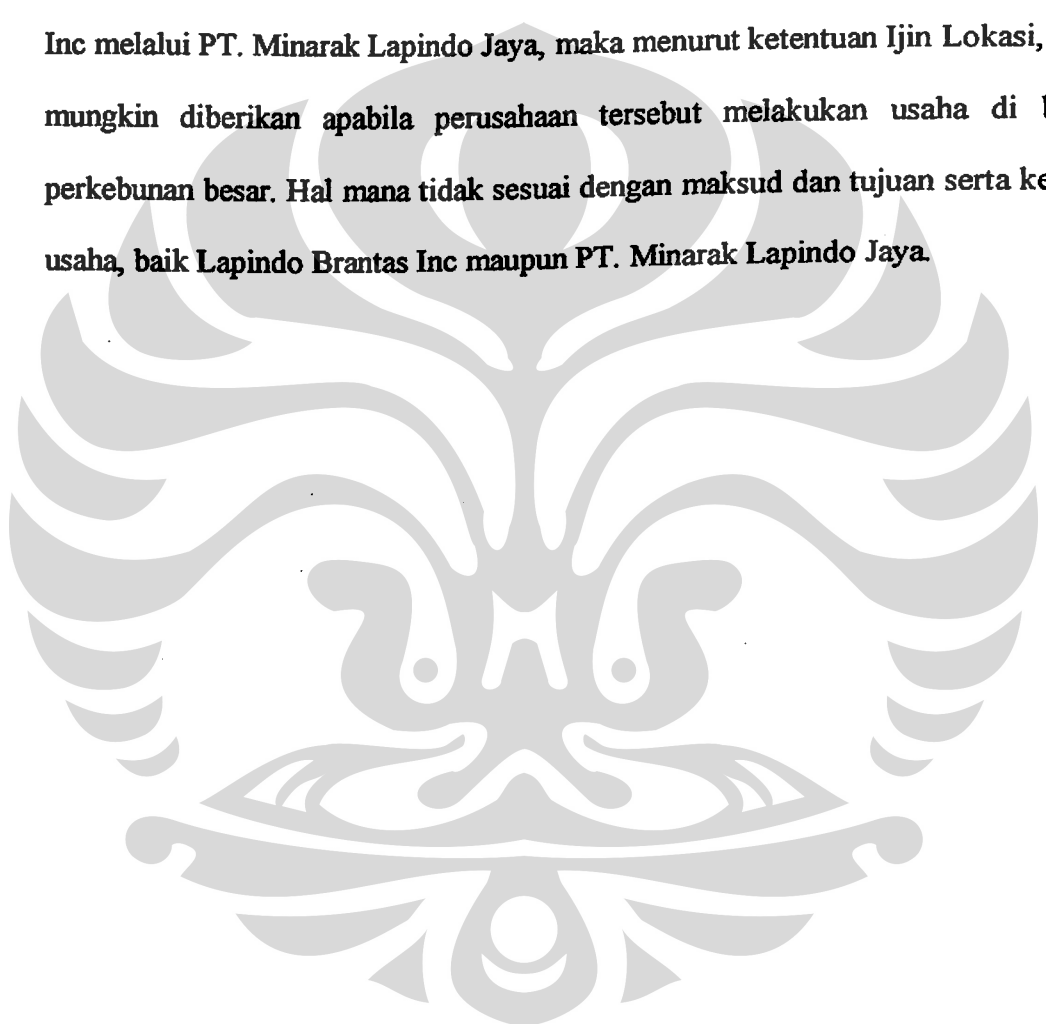 Inc melalui PT. Minarak Lapindo Jaya, maka menurut ketentuan Ijin Lokasi,
mungkin diberikan apabila perusahaan tersebut melakukan usaha di
perkebunan besar. Hal mana tidak sesuai dengan maksud dan tujuan serta
usaha, baik Lapindo Brantas Inc maupun PT. Minarak Lapindo Jaya.